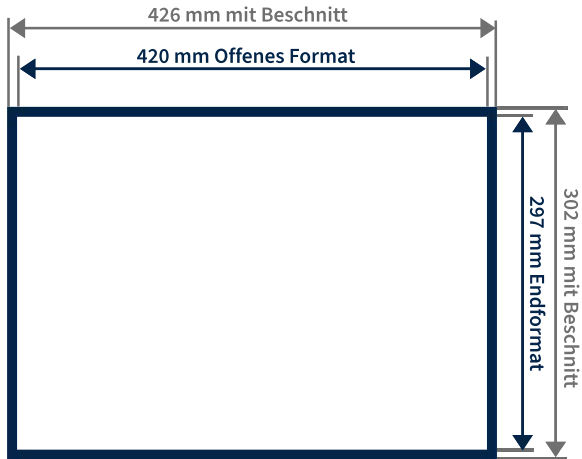 426 mm mit Beschnitt
420 mm Offenes Format
297 mm Endformat
302 mm mit Beschnitt